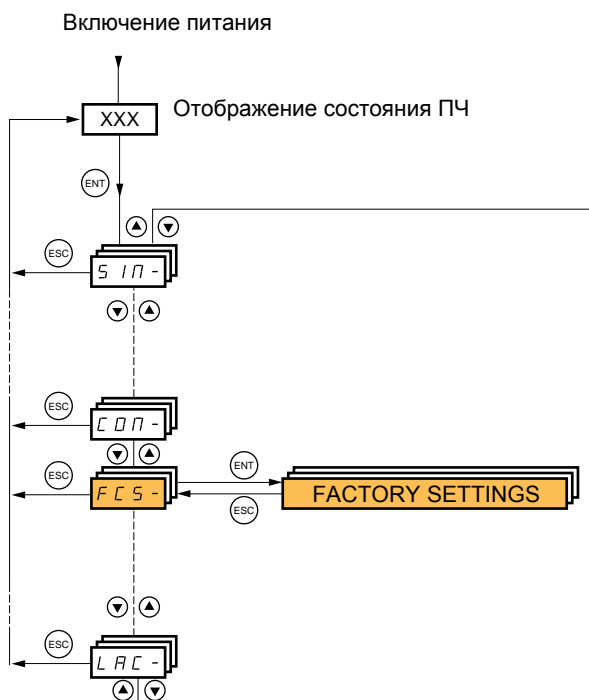 Включение питания
XXX
Отображение состояния ПЧ
ENT
ESC
SIM-
ESC
COM-
ESC
ENT
FCS-
FACTORY SETTINGS
ESC
ESC
LAC-